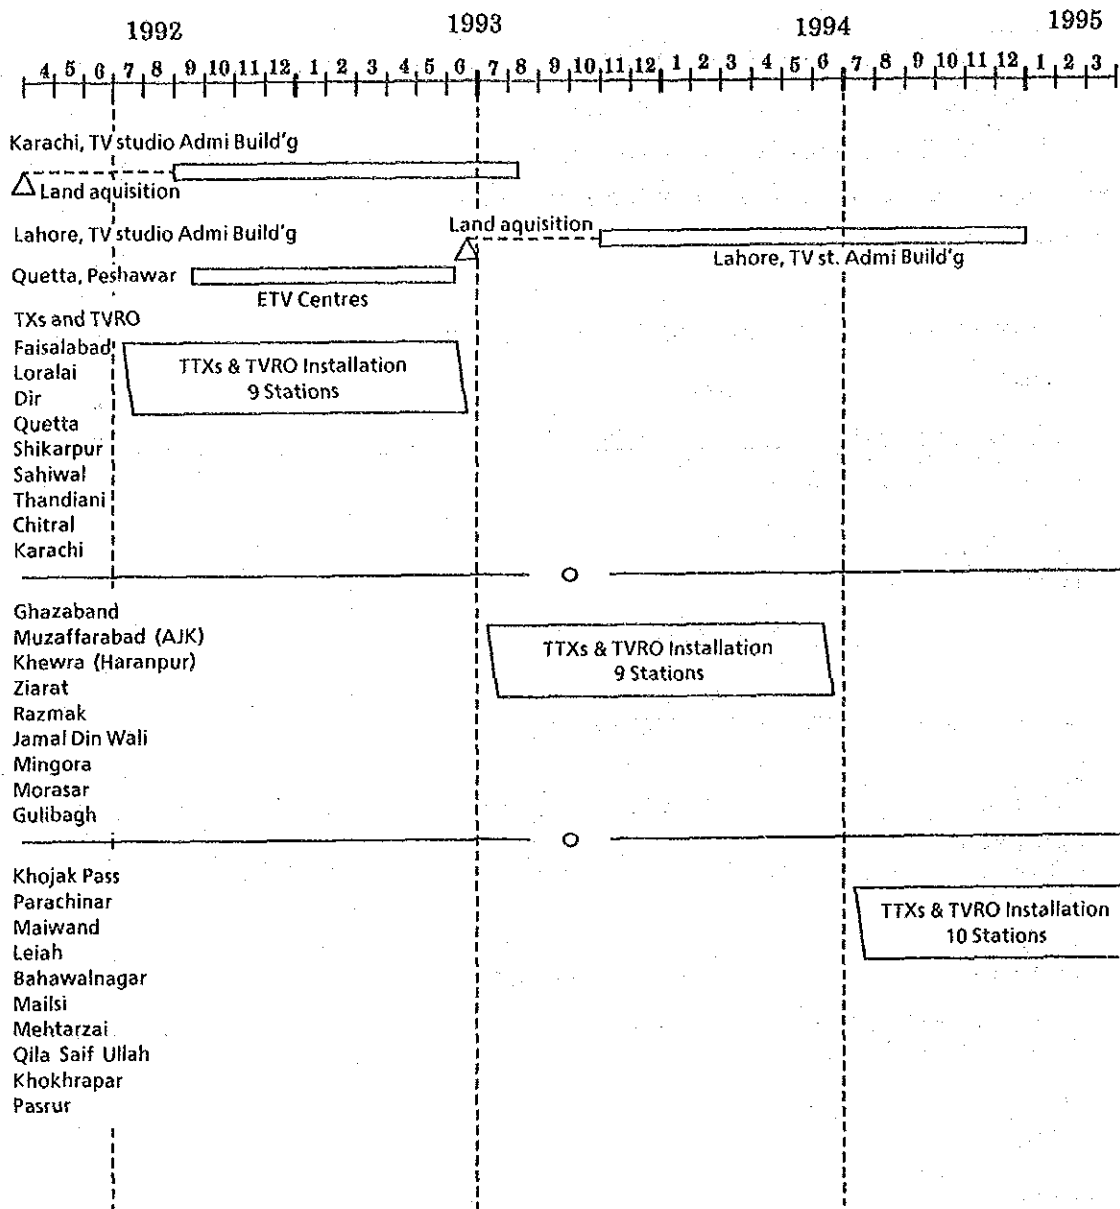 1992 1993 1994 1995
4 5 6 7 8 9 10 11 12 1 2 3 4 5 6 7 8 9 10 11 12 1 2 3 4 5 6 7 8 9 10 11 12 1 2 3
Karachi, TV studio Admi Build'g
Land aquisition
Land aquisition
Lahore, TV studio Admi Build'g
Lahore, TV st. Admi Build'g
Quetta, Peshawar
ETV Centres
TXs and TVRO
Faisalabad
TTXs & TVRO Installation
9 Stations
Loralai
Dir
Quetta
Shikarpur
Sahiwal
Thandiani
Chitral
Karachi
Ghazaband
Muzaffarabad (AJK)
TTXs & TVRO Installation
9 Stations
Khewra (Haranpur)
Ziarat
Razmak
Jamal Din Wali
Mingora
Morasar
Gulibagh
Khojak Pass
Parachinar
TTXs & TVRO Installation
10 Stations
Maiwand
Leiah
Bahawalnagar
Mailsi
Mehtarzai
Qila Saif Ullah
Khokhrapar
Pasrur